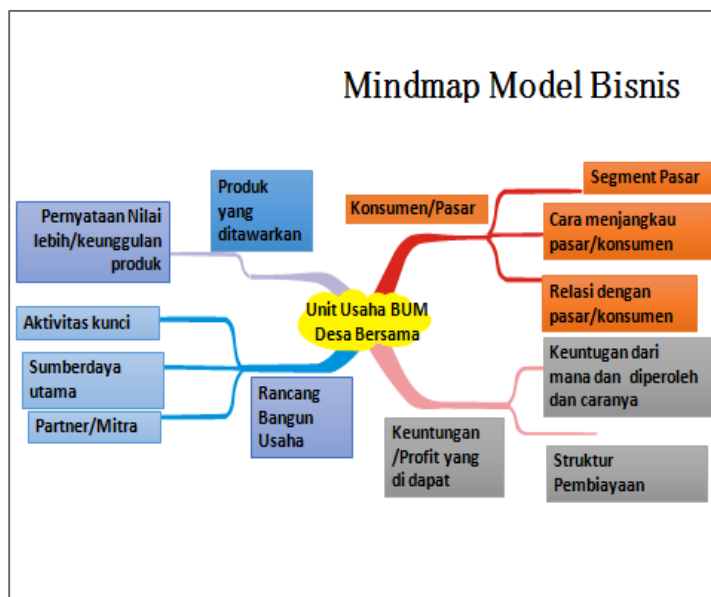 Mindmap Model Bisnis
Produk
yang
ditawarkan
Pernyataan Nilai
lebih/keunggulan
produk
Konsumen/Pasar
Segment Pasar
Cara menjangkau
pasar/konsumen
Relasi dengan
pasar/konsumen
Unit Usaha BUM
Desa Bersama
Aktivitas kunci
Sumberdaya
utama
Partner/Mitra
Rancang
Bangun
Usaha
Keuntungan
/Profit yang
di dapat
Keuntugan dari
mana dan diperoleh
dan caranya
Struktur
Pembiayaan